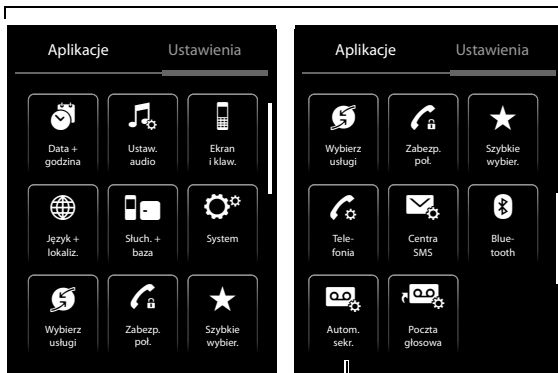 Aplikacje Ustawienia
Data + Ustaw. Ekran
godzina audio i klaw.
Język + Słuch. + System
lokaliz. baza
Wybierz Zabezp. Szybkie
usługi poł. wybier.
Aplikacje Ustawienia
Wybierz Zabezp. Szybkie
usługi poł. wybier.
Tele- Centra Blue-
fonia SMS tooth
Autom. Poczta
sekr. głosowa